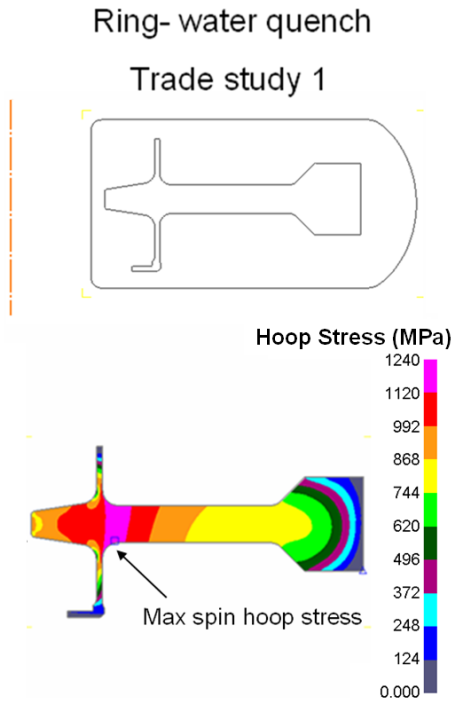 Ring- water quench
Trade study 1
Hoop Stress (MPa)
1240
1120
992
868
744
620
496
372
248
124
0.000
Max spin hoop stress